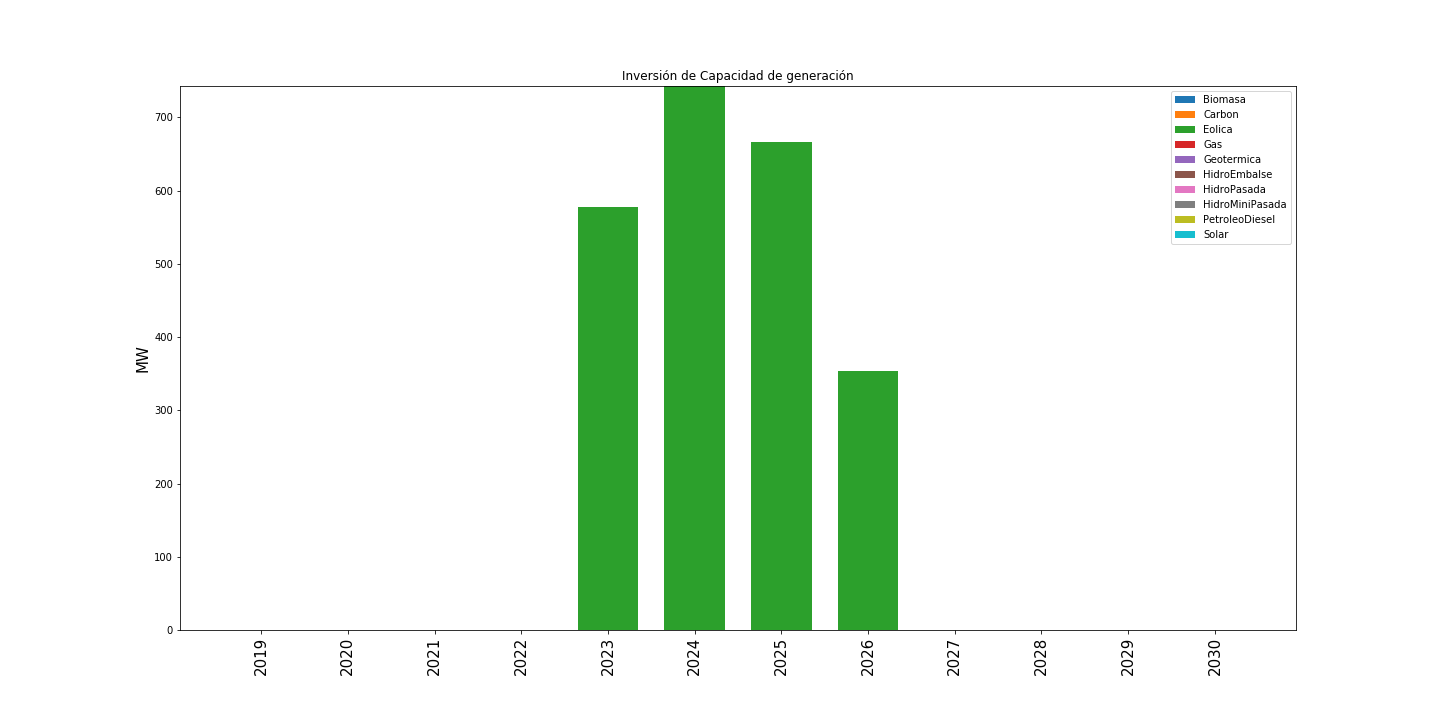 Inversión de Capacidad de generación
Biomasa
Carbon
Eolica
Gas
Geotermica
HidroEmbalse
HidroPasada
HidroMiniPasada
PetroleoDiesel
Solar
MW
700
600
500
400
300
200
100
0
2019 2020 2021 2022 2023 2024 2025 2026 2027 2028 2029 2030